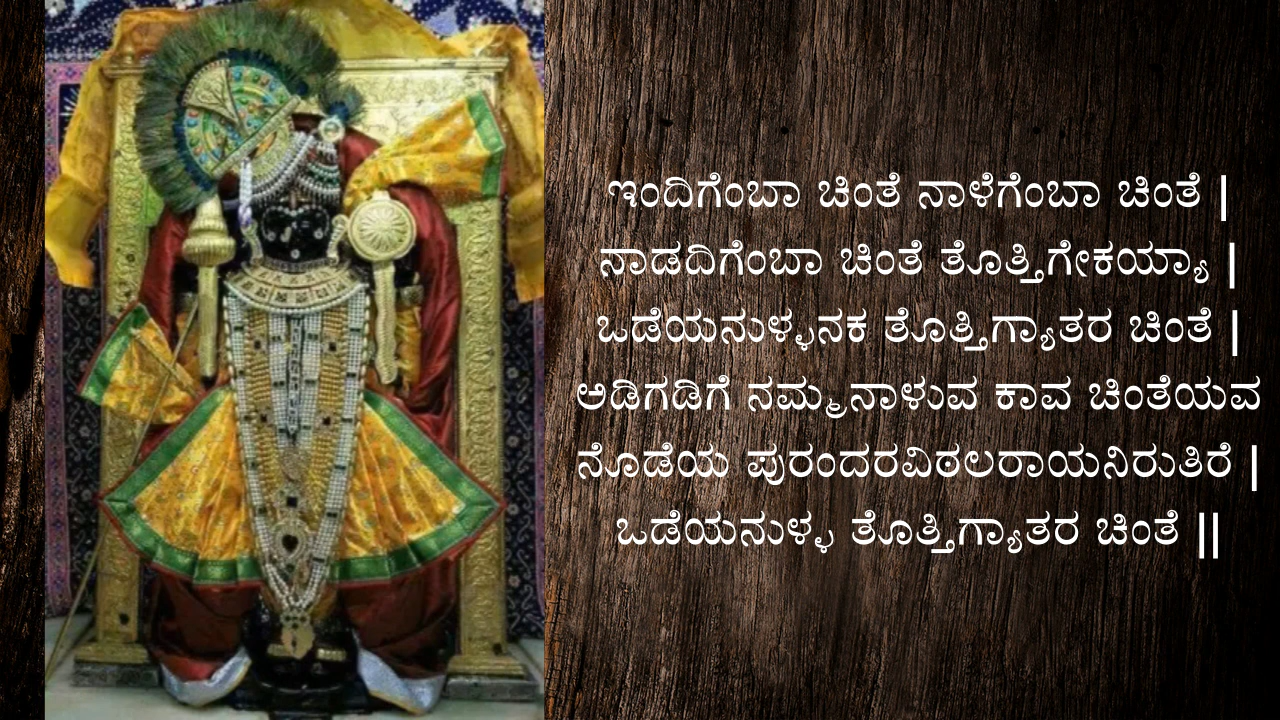 ಇಂದಿಗೆಂಬಾ ಚಿಂತೆ ನಾಳೆಗೆಂಬಾ ಚಿಂತೆ |
ನಾಡದಿಗೆಂಬಾ ಚಿಂತೆ ತೊತ್ತಿಗೇಕಯ್ಯಾ |
ಒಡೆಯನುಳ್ಳನಕ ತೊತ್ತಿಗ್ಯಾತರ ಚಿಂತೆ |
ಅಡಿಗಡಿಗೆ ನಮ್ಮನಾಳುವ ಕಾವ ಚಿಂತೆಯವ
ನೊಡೆಯ ಪುರಂದರವಿಠಲರಾಯನಿರುತಿರೆ |
ಒಡೆಯನುಳ್ಳ ತೊತ್ತಿಗ್ಯಾತರ ಚಿಂತೆ ||